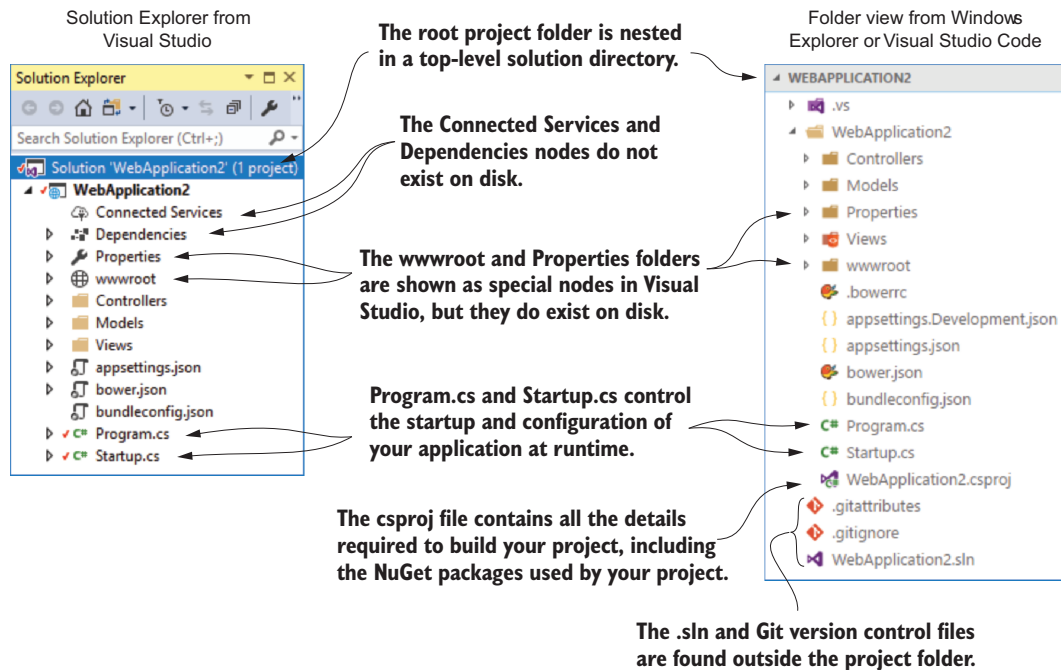 Solution Explorer from
Visual Studio
Solution Explorer
Search Solution Explorer (Ctrl+;)
Solution 'WebApplication2' (1 project)
WebApplication2
Connected Services
Dependencies
Properties
wwwroot
Controllers
Models
Views
appsettings.json
bower.json
bundleconfig.json
C# Program.cs
C# Startup.cs
The root project folder is nested
in a top-level solution directory.
The Connected Services and
Dependencies nodes do not
exist on disk.
The wwwroot and Properties folders
are shown as special nodes in Visual
Studio, but they do exist on disk.
Program.cs and Startup.cs control
the startup and configuration of
your application at runtime.
The csproj file contains all the details
required to build your project, including
the NuGet packages used by your project.
The .sln and Git version control files
are found outside the project folder.
Folder view from Windows
Explorer or Visual Studio Code
WEBAPPLICATION2
.vs
WebApplication2
Controllers
Models
Properties
Views
wwwroot
.bowerrc
{ } appsettings.Development.json
{ } appsettings.json
bower.json
{ } bundleconfig.json
C# Program.cs
C# Startup.cs
WebApplication2.csproj
.gitattributes
.gitignore
WebApplication2.sln